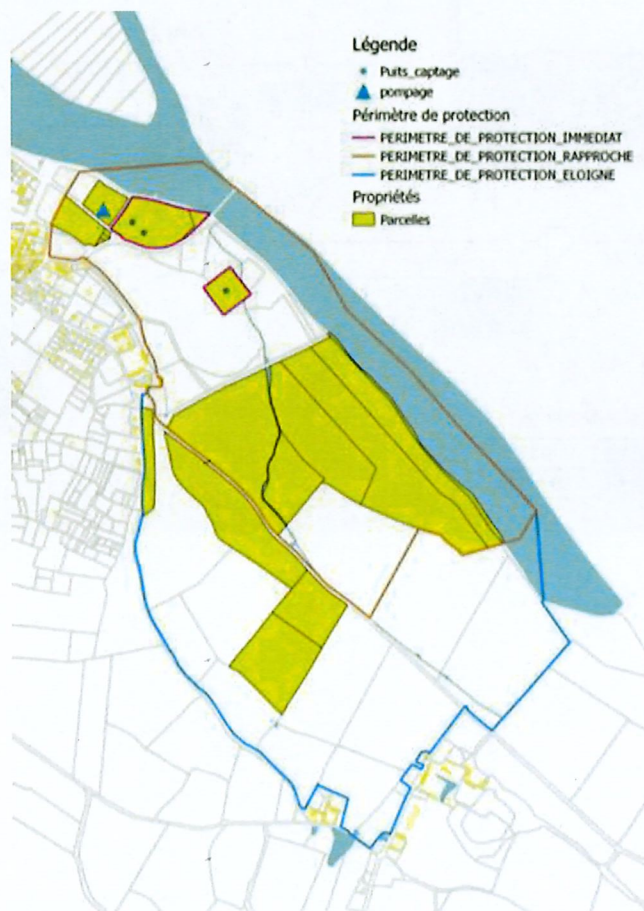 Légende
Puits_captage
pompage
Périmètre de protection
PERIMETRE_DE_PROTECTION_IMMEDIAT
PERIMETRE_DE_PROTECTION_RAPPROCHE
PERIMETRE_DE_PROTECTION_ELOIGNE
Propriétés
Parcelles